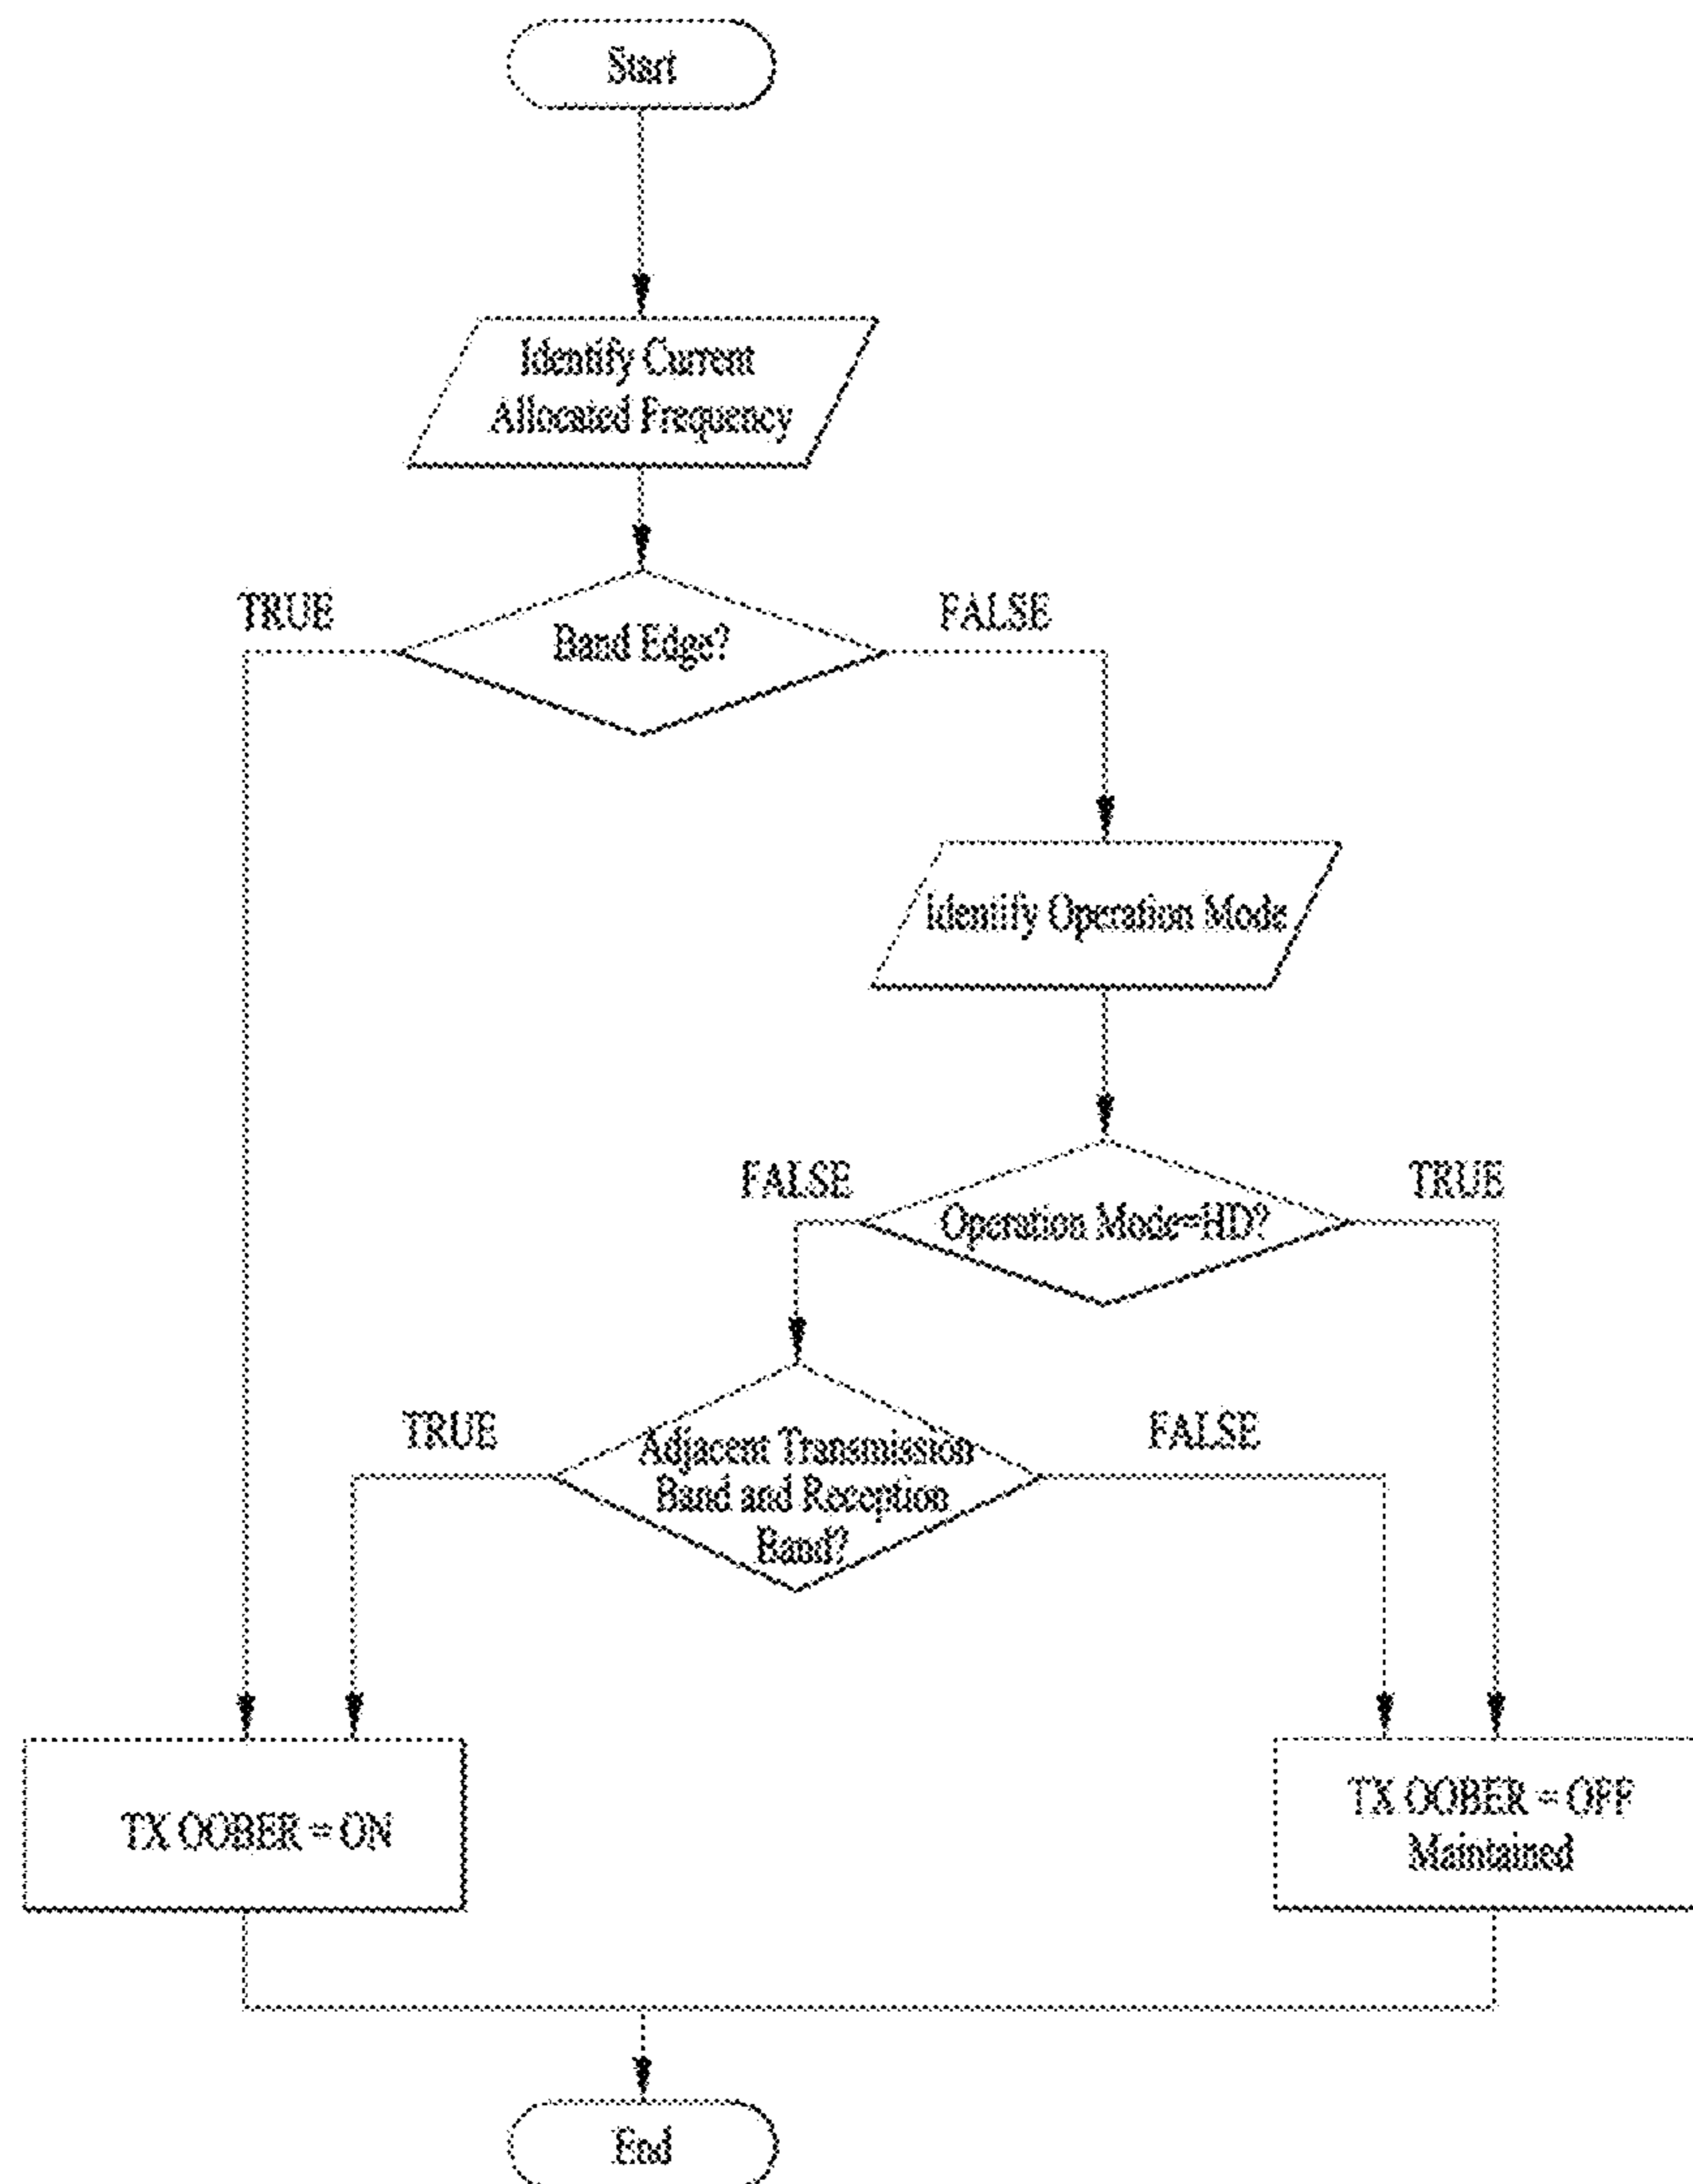 Start
Identify Current
Allocated Frequency
TRUE
FALSE
Band Edge?
Identify Operation Mode
FALSE
TRUE
Operation Mode=HD?
TRUE
FALSE
Adjacent Transmission
Band and Reception
Band?
TX OOBER = ON
TX OOBER = OFF
Maintained
End